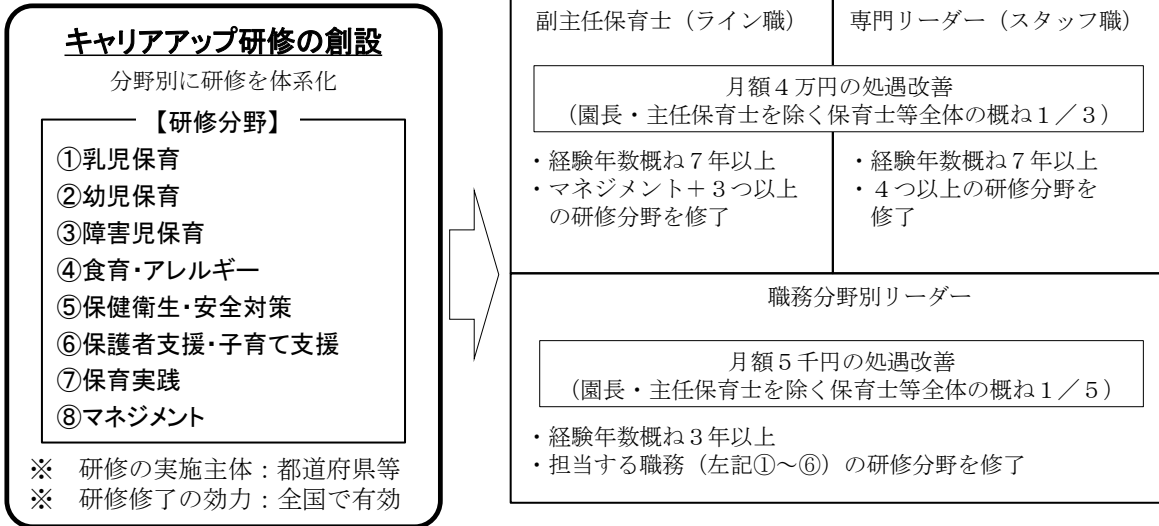 キャリアアップ研修の創設
分野別に研修を体系化
【研修分野】
①乳児保育
②幼児保育
③障害児保育
④食育・アレルギー
⑤保健衛生・安全対策
⑥保護者支援・子育て支援
⑦保育実践
⑧マネジメント
※　研修の実施主体：都道府県等
※　研修修了の効力：全国で有効
副主任保育士（ライン職）
専門リーダー（スタッフ職）
月額４万円の処遇改善
（園長・主任保育士を除く保育士等全体の概ね１／３）
・経験年数概ね７年以上
・マネジメント＋３つ以上
の研修分野を修了
・経験年数概ね７年以上
・４つ以上の研修分野を
修了
職務分野別リーダー
月額５千円の処遇改善
（園長・主任保育士を除く保育士等全体の概ね１／５）
・経験年数概ね３年以上
・担当する職務（左記①～⑥）の研修分野を修了